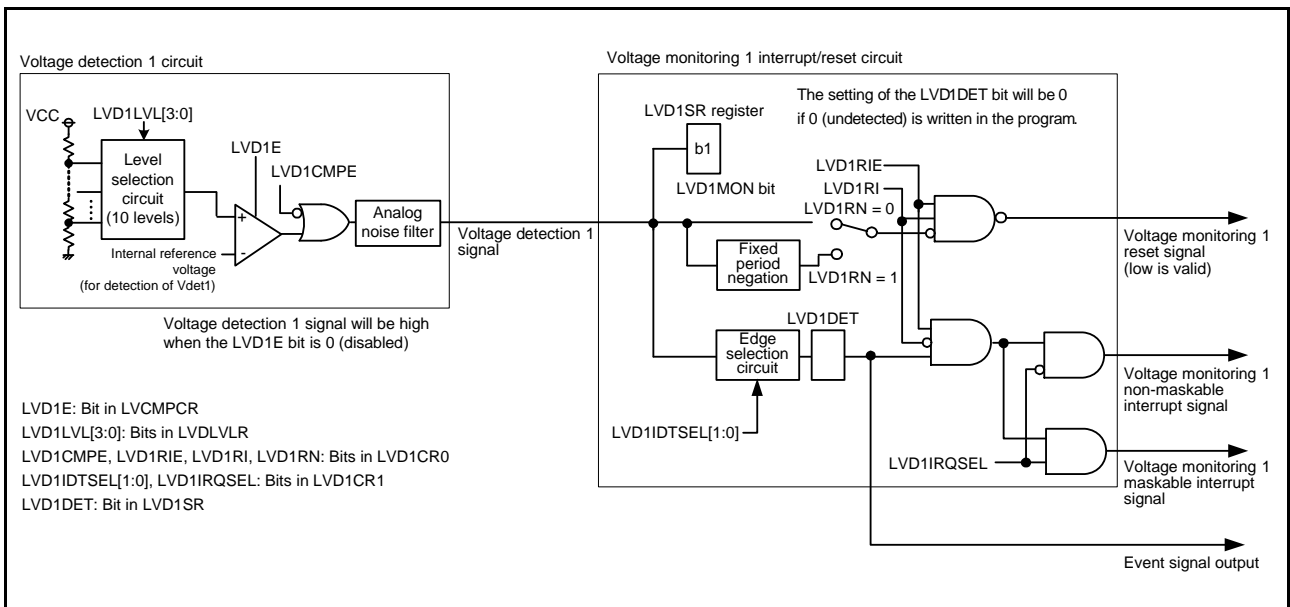 Voltage detection 1 circuit
VCC
LVD1LVL[3:0]
Level
selection
circuit
(10 levels)
LVD1E
LVD1CMPE
+
-
Internal reference
voltage
(for detection of Vdet1)
Analog
noise filter
Voltage detection 1
signal
Voltage detection 1 signal will be high
when the LVD1E bit is 0 (disabled)
Voltage monitoring 1 interrupt/reset circuit
The setting of the LVD1DET bit will be 0
if 0 (undetected) is written in the program.
LVD1SR register
b1
LVD1MON bit
LVD1RIE
LVD1RI
LVD1RN = 0
Fixed
period
negation
LVD1RN = 1
LVD1DET
Edge
selection
circuit
LVD1IDTSEL[1:0]
LVD1IRQSEL
Voltage monitoring 1
reset signal
(low is valid)
Voltage monitoring 1
non-maskable
interrupt signal
Voltage monitoring 1
maskable interrupt
signal
Event signal output
LVD1E: Bit in LVCMPCR
LVD1LVL[3:0]: Bits in LVDLVLR
LVD1CMPE, LVD1RIE, LVD1RI, LVD1RN: Bits in LVD1CR0
LVD1IDTSEL[1:0], LVD1IRQSEL: Bits in LVD1CR1
LVD1DET: Bit in LVD1SR